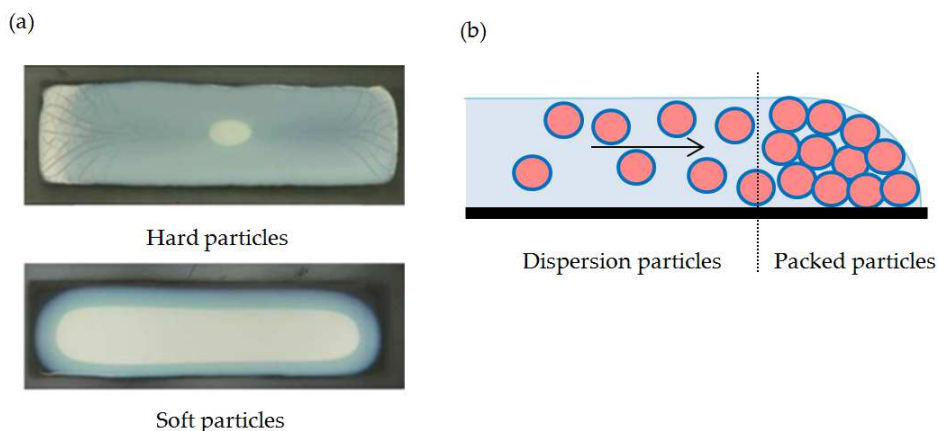 (a)
Hard particles
Soft particles
(b)
Dispersion particles
Packed particles